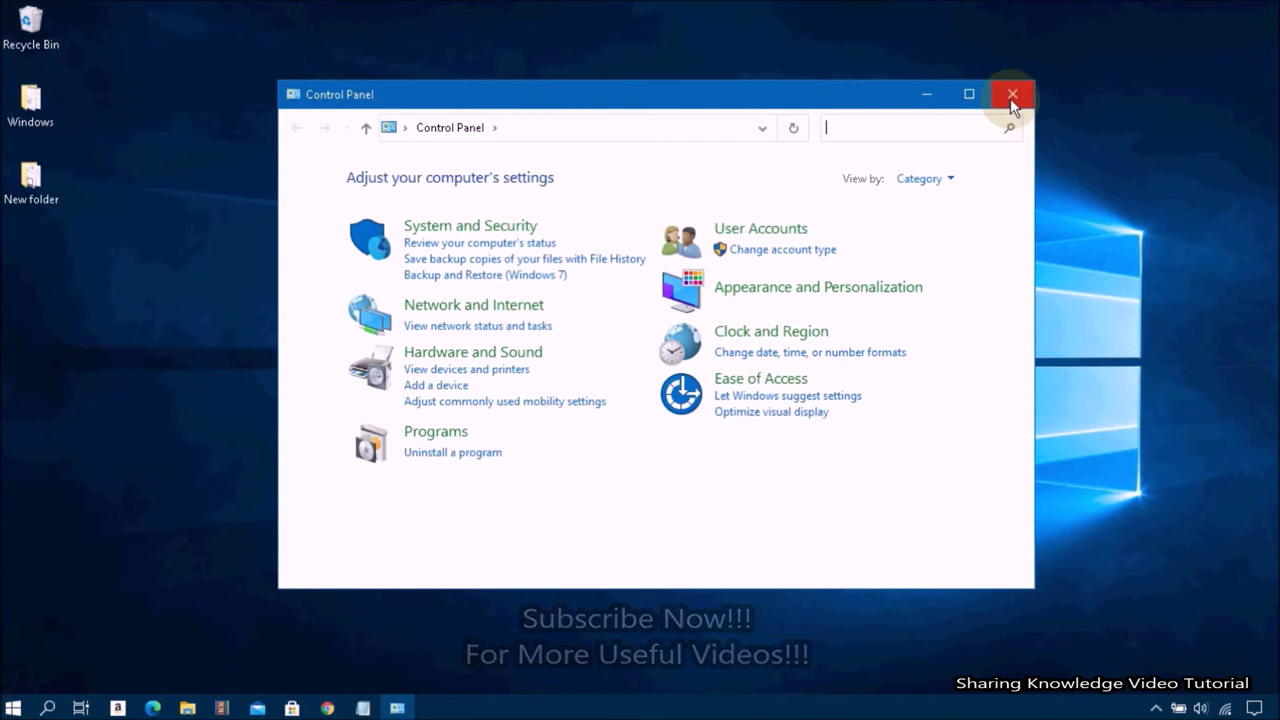 Recycle Bin
Windows
New folder
Control Panel
Control Panel
Adjust your computer's settings
View by: Category
System and Security
Review your computer's status
Save backup copies of your files with File History
Backup and Restore (Windows 7)
Network and Internet
View network status and tasks
Hardware and Sound
View devices and printers
Add a device
Adjust commonly used mobility settings
Programs
Uninstall a program
User Accounts
Change account type
Appearance and Personalization
Clock and Region
Change date, time, or number formats
Ease of Access
Let Windows suggest settings
Optimize visual display
Subscribe Now!!!
For More Useful Videos!!!
Sharing Knowledge Video Tutorial
a